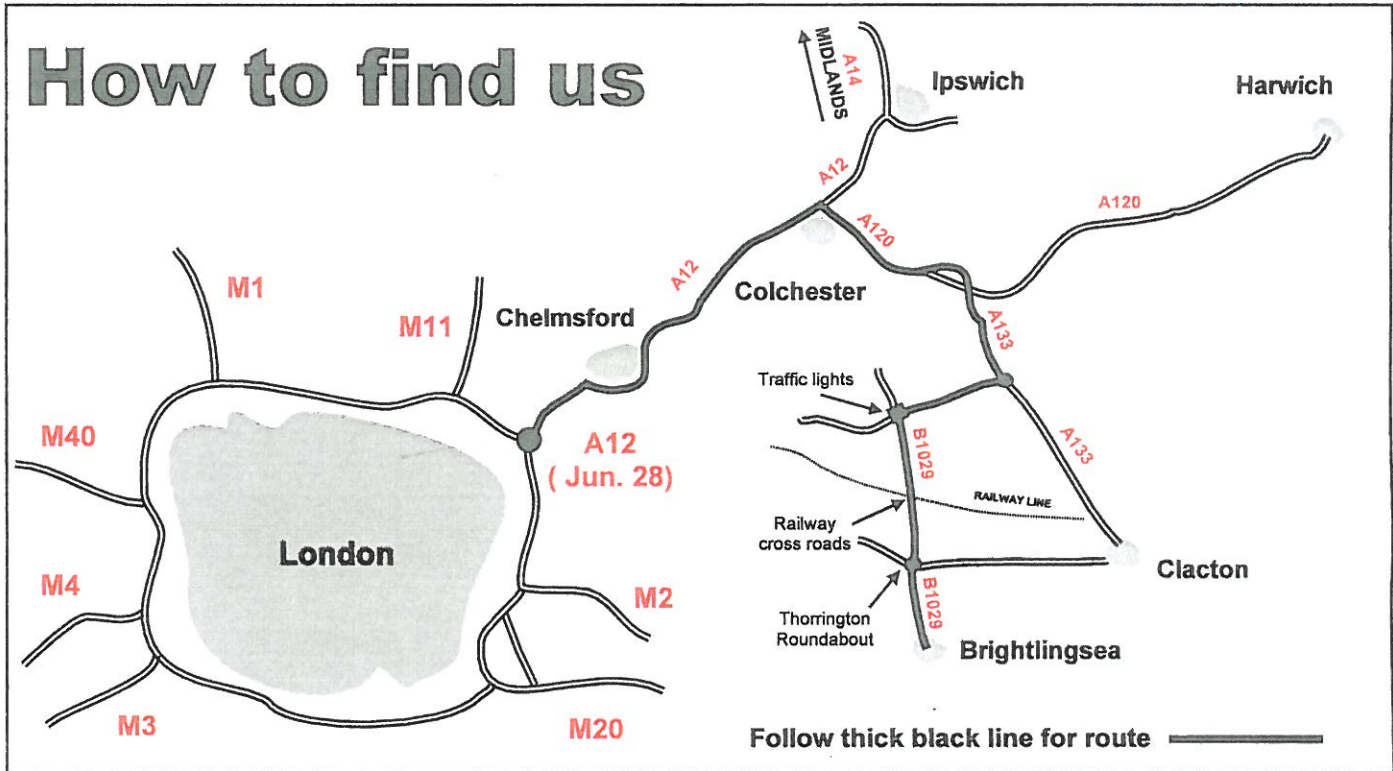 How to find us
MIDLANDS
A14
Ipswich
Harwich
A12
A120
A120
M1
M11
Chelmsford
A12
Colchester
A133
Traffic lights
M40
A12
( Jun. 28)
B1029
A133
RAILWAY LINE
Railway
cross roads
London
Clacton
M4
M2
Thorrington
Roundabout
B1029
Brightlingsea
M3
M20
Follow thick black line for route